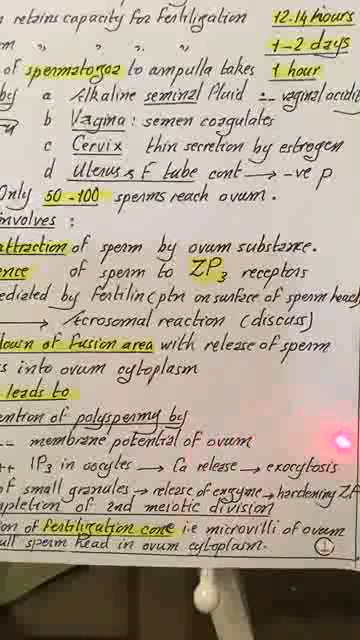 retains capacity for fertilization 12.14 hours
" " " " 1-2 days
of spermatozoa to ampulla takes 1 hour
by a Alkaline seminal fluid :- vaginal acidity
b Vagina: semen coagulates
c Cervix thin secretion by estrogen
d Uterus & F tube cont → -ve p
Only 50-100 sperms reach ovum.
involves:
attraction of sperm by ovum substance.
ence of sperm to ZP3 receptors
ediated by Fertilin (ptn on surface of sperm head)
→ Acrosomal reaction (discuss)
down of fusion area with release of sperm
s into ovum cytoplasm
leads to
ention of polyspermy by
-- membrane potential of ovum
++ IP3 in oocytes → Ca release → exocytosis
of small granules → release of enzyme → hardening ZP
mpletion of 2nd meiotic division
ion of Fertilization cone i.e microvilli of ovum
ull sperm head in ovum cytoplasm. 1